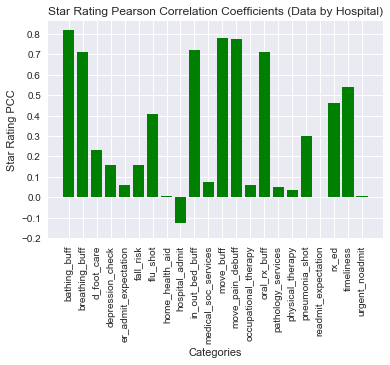 Star Rating Pearson Correlation Coefficients (Data by Hospital)
Star Rating PCC
0.8
0.7
0.6
0.5
0.4
0.3
0.2
0.1
0.0
−0.1
−0.2
bathing_buff
breathing_buff
d_foot_care
depression_check
er_admit_expectation
fall_risk
flu_shot
home_health_aid
hospital_admit
in_out_bed_buff
medical_soc_services
move_buff
move_pain_debuff
occupational_therapy
oral_rx_buff
pathology_services
physical_therapy
pneumonia_shot
readmit_expectation
rx_ed
timeliness
urgent_noadmit
Categories